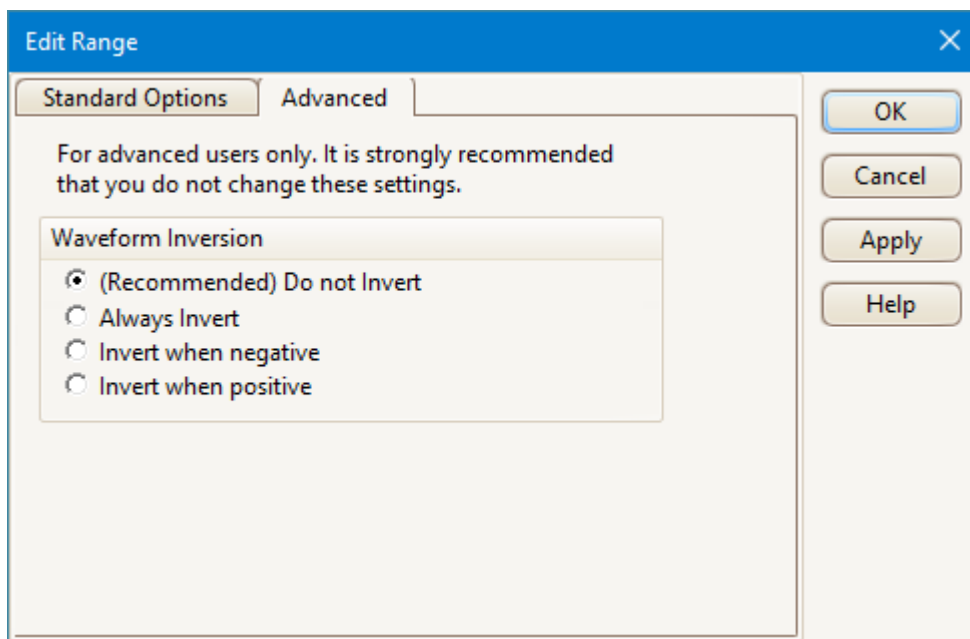 Edit Range
Standard Options
Advanced
For advanced users only. It is strongly recommended
that you do not change these settings.
Waveform Inversion
(Recommended) Do not Invert
Always Invert
Invert when negative
Invert when positive
OK
Cancel
Apply
Help